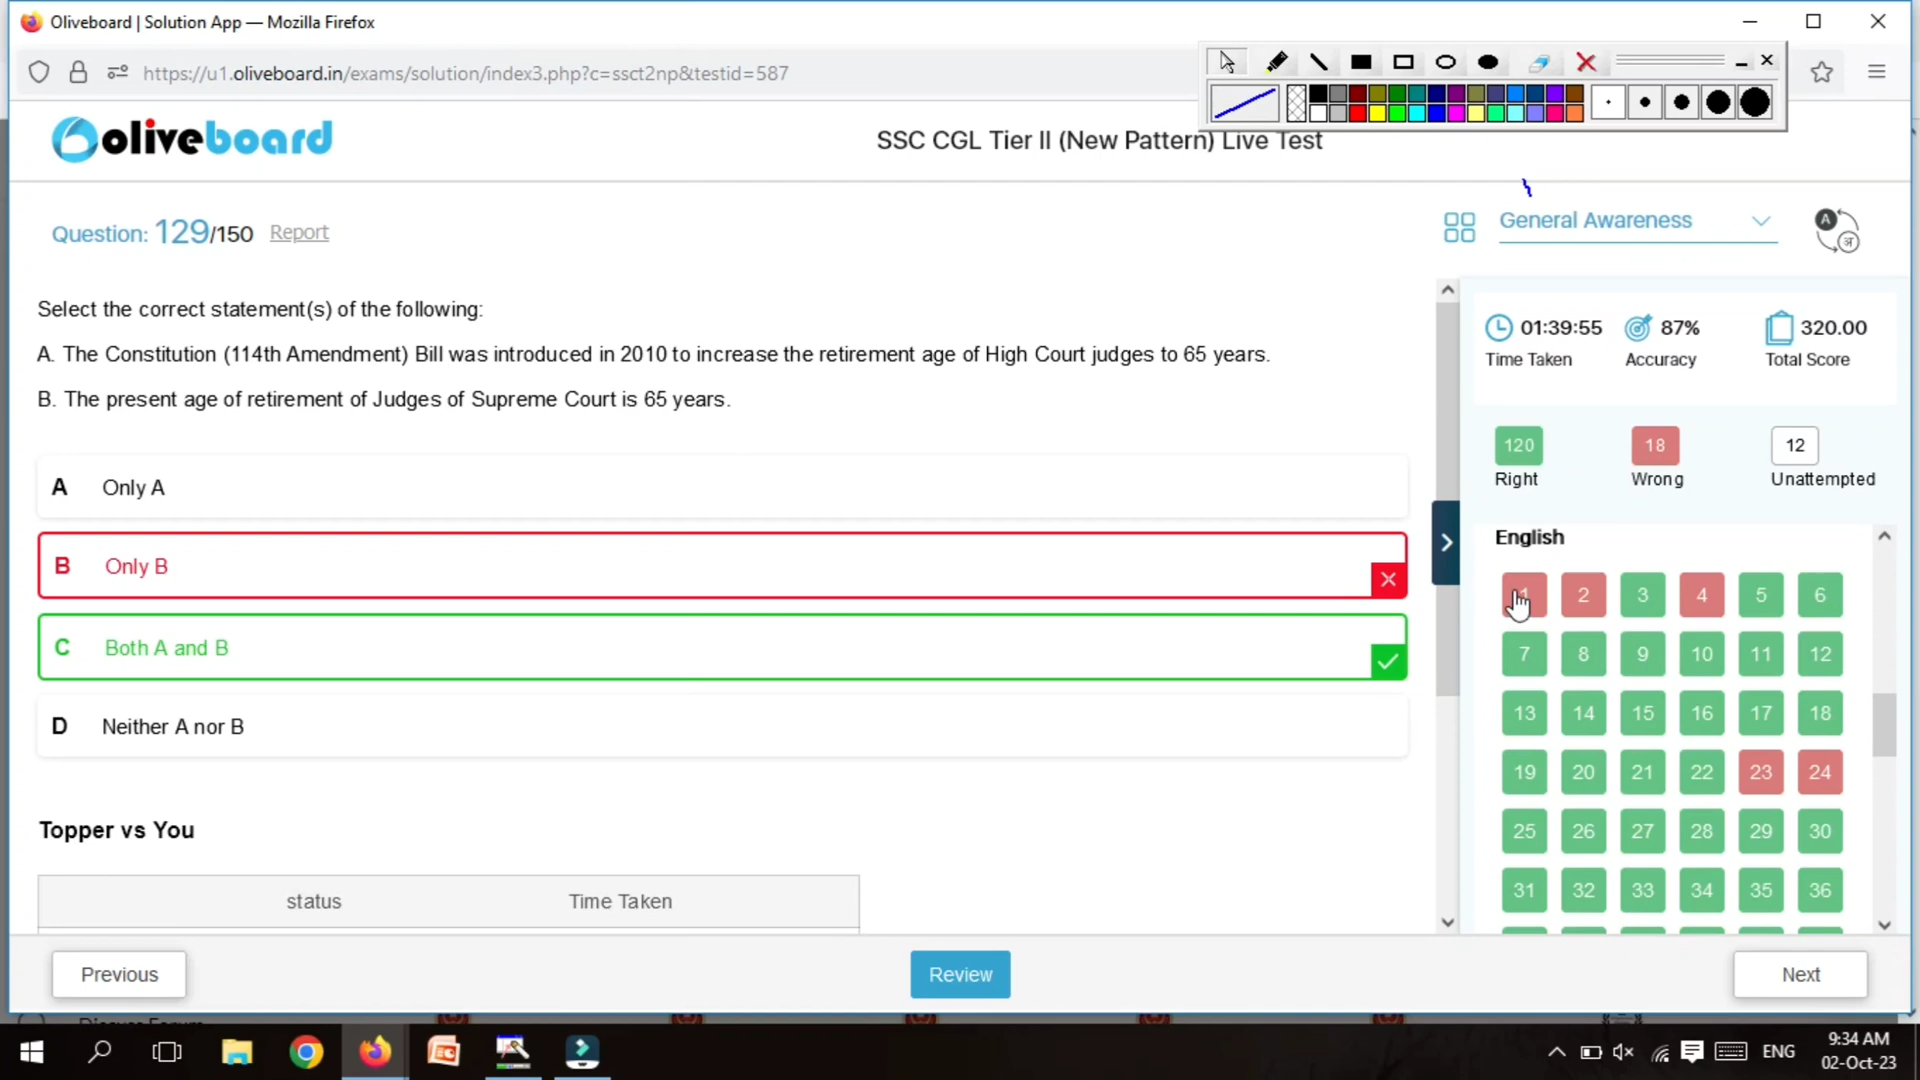 Oliveboard | Solution App — Mozilla Firefox
https://u1.oliveboard.in/exams/solution/index3.php?c=ssct2np&testid=587
oliveboard
SSC CGL Tier II (New Pattern) Live Test
Question: 129/150 Report
General Awareness
A
अ
Select the correct statement(s) of the following:
A. The Constitution (114th Amendment) Bill was introduced in 2010 to increase the retirement age of High Court judges to 65 years.
B. The present age of retirement of Judges of Supreme Court is 65 years.
A Only A
B Only B
C Both A and B
D Neither A nor B
Topper vs You
status Time Taken
01:39:55 87% 320.00
Time Taken Accuracy Total Score
120 18 12
Right Wrong Unattempted
English
1 2 3 4 5 6
7 8 9 10 11 12
13 14 15 16 17 18
19 20 21 22 23 24
25 26 27 28 29 30
31 32 33 34 35 36
Previous Review Next
ENG
9:34 AM
02-Oct-23